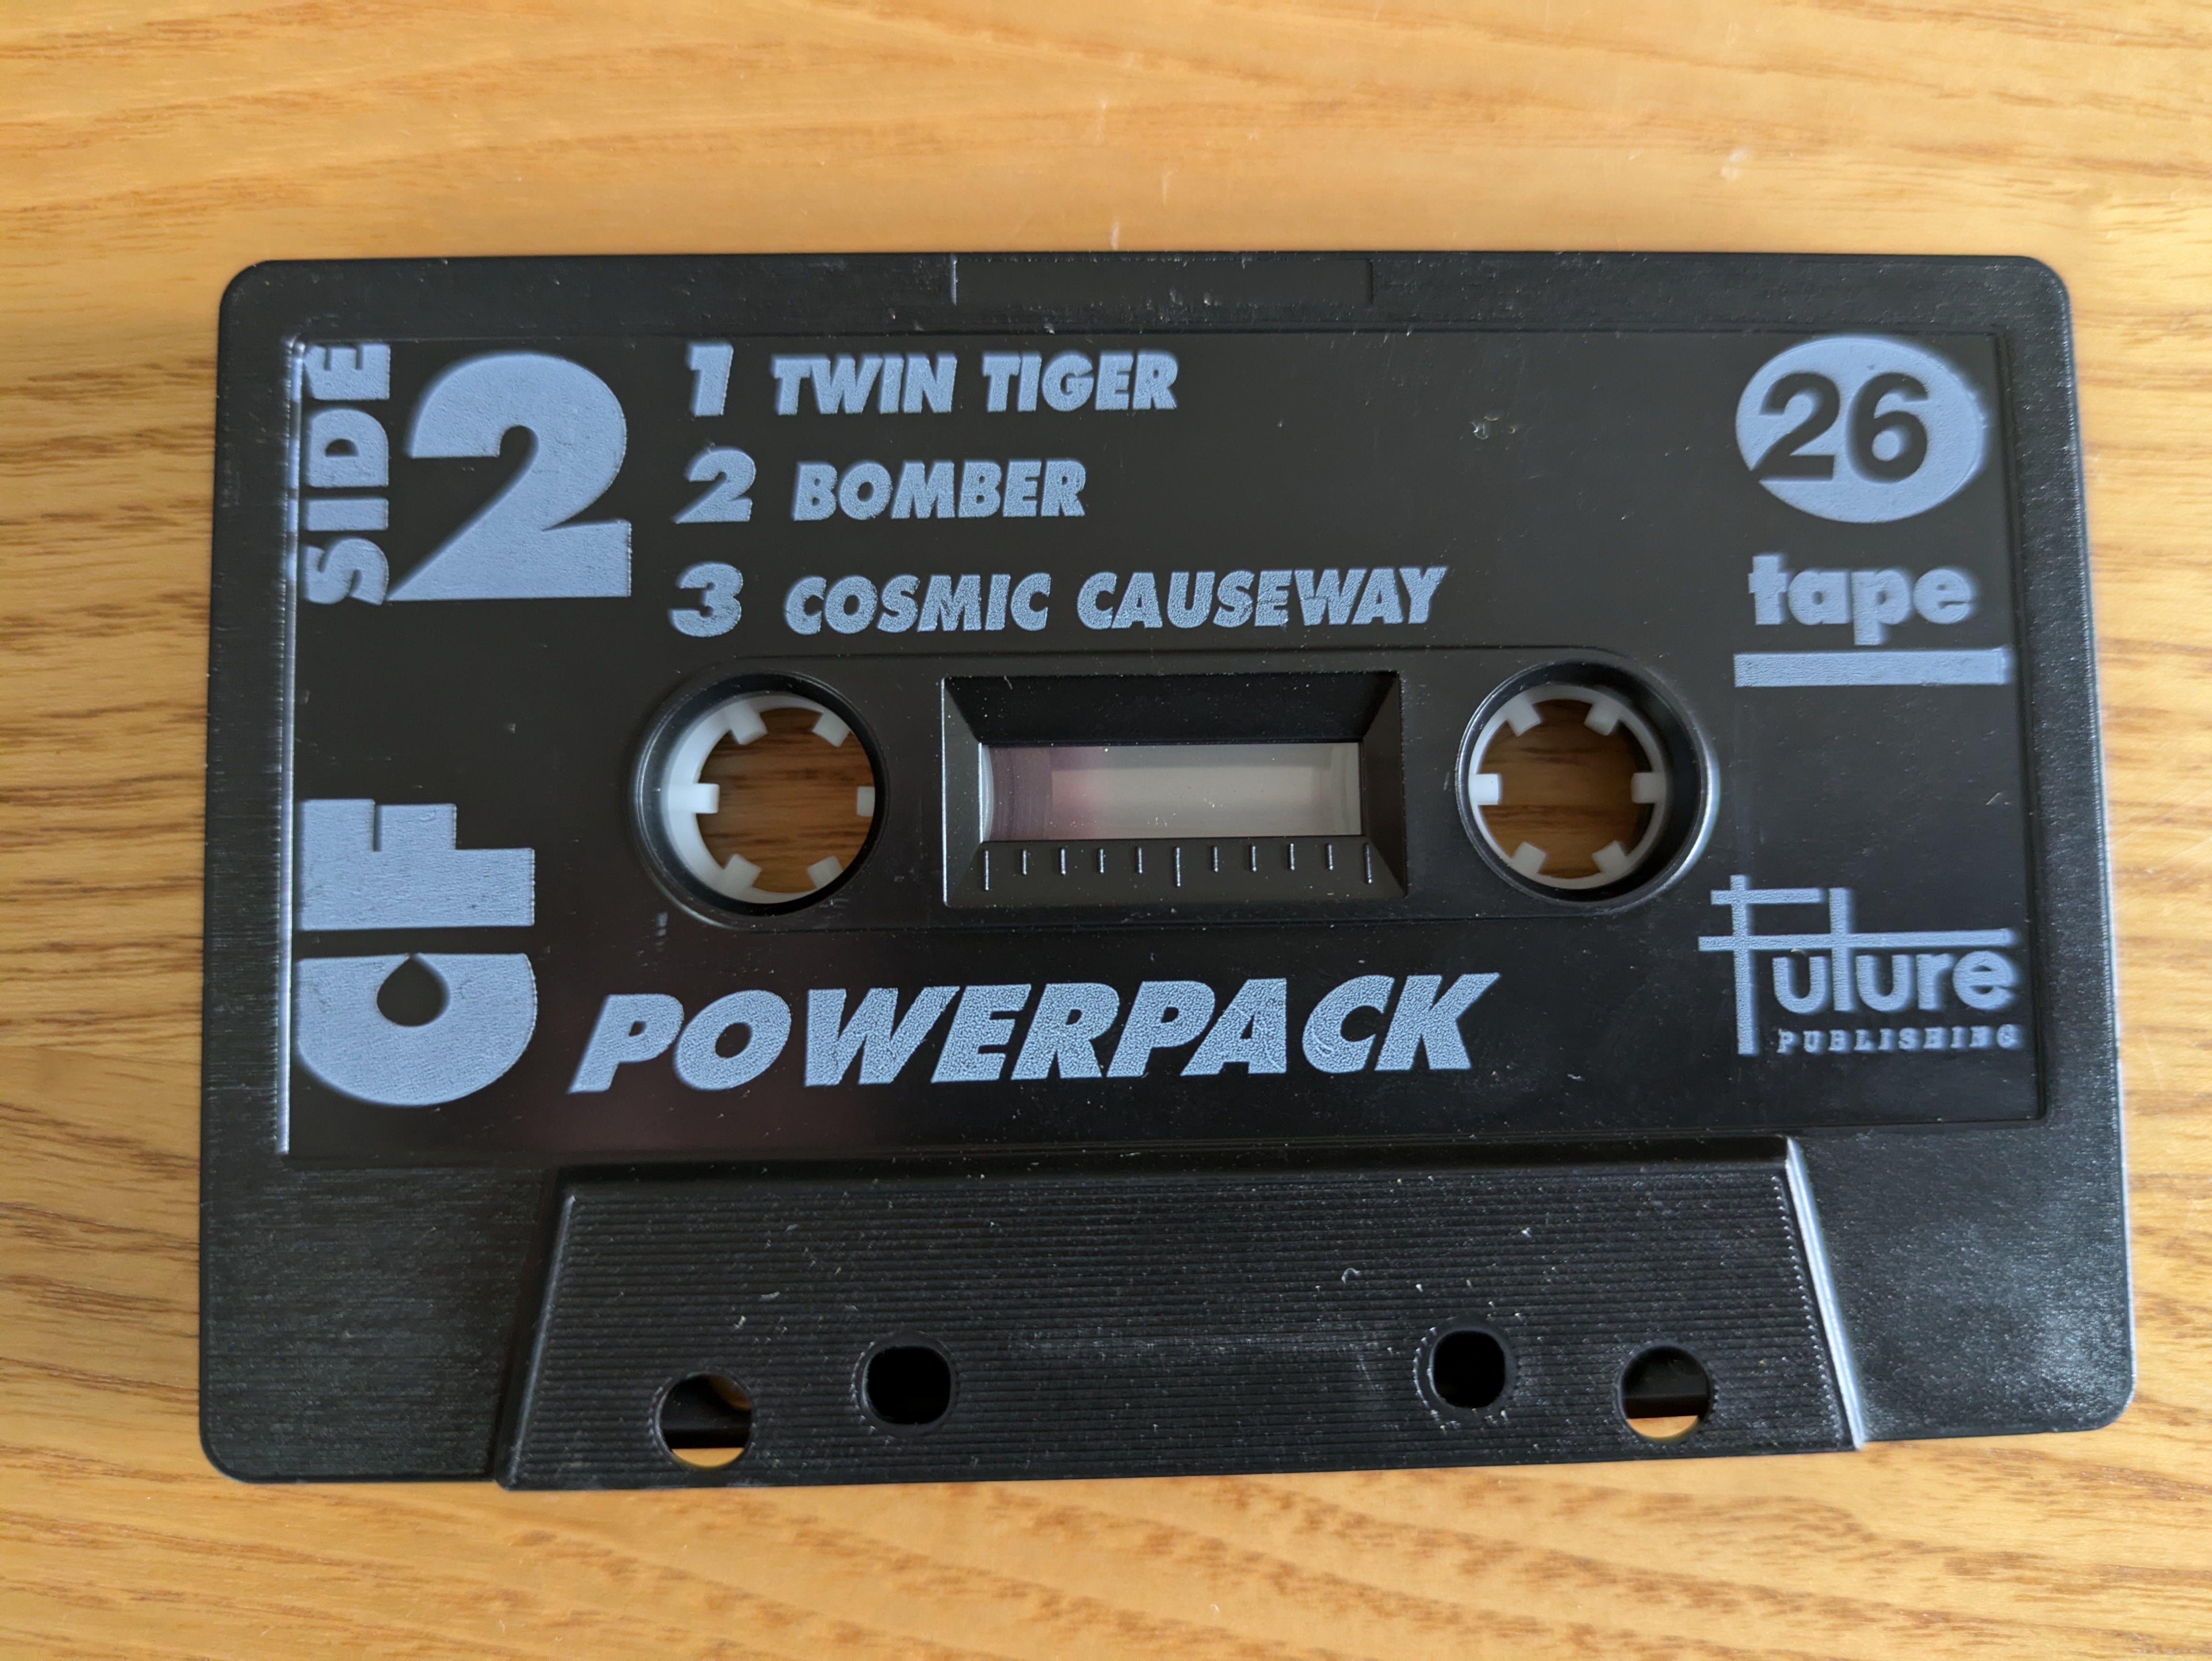 SIDE 2
1 TWIN TIGER
2 BOMBER
3 COSMIC CAUSEWAY
26
tape
CF
POWERPACK
Future
PUBLISHING